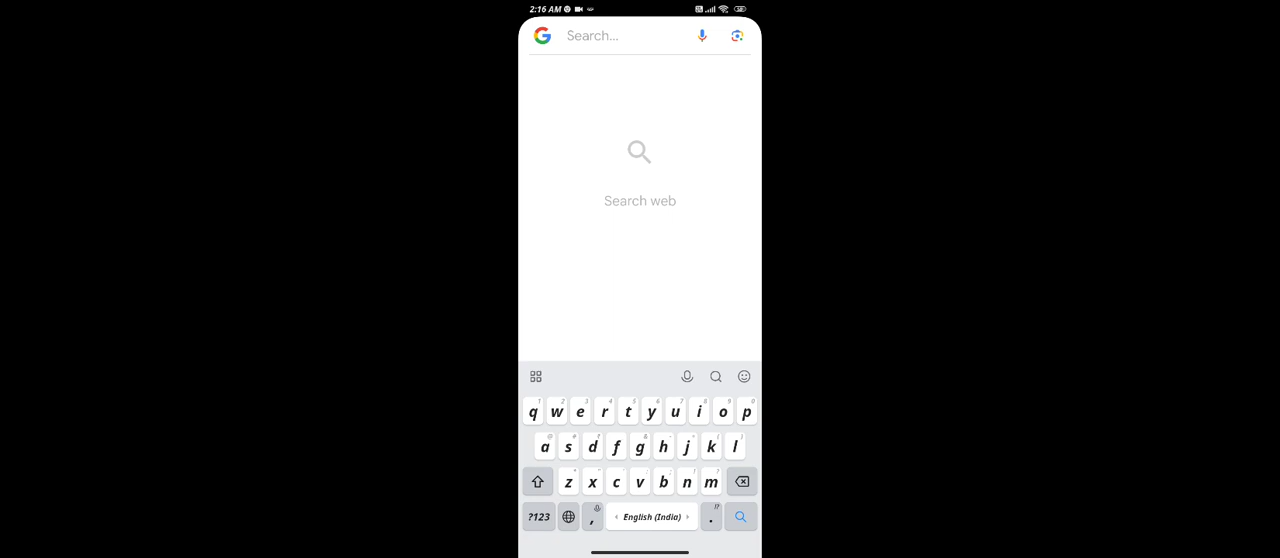 2:16 AM
Search...
Search web
q w e r t y u i o p
a s d f g h j k l
z x c v b n m
?123 , English (India) .